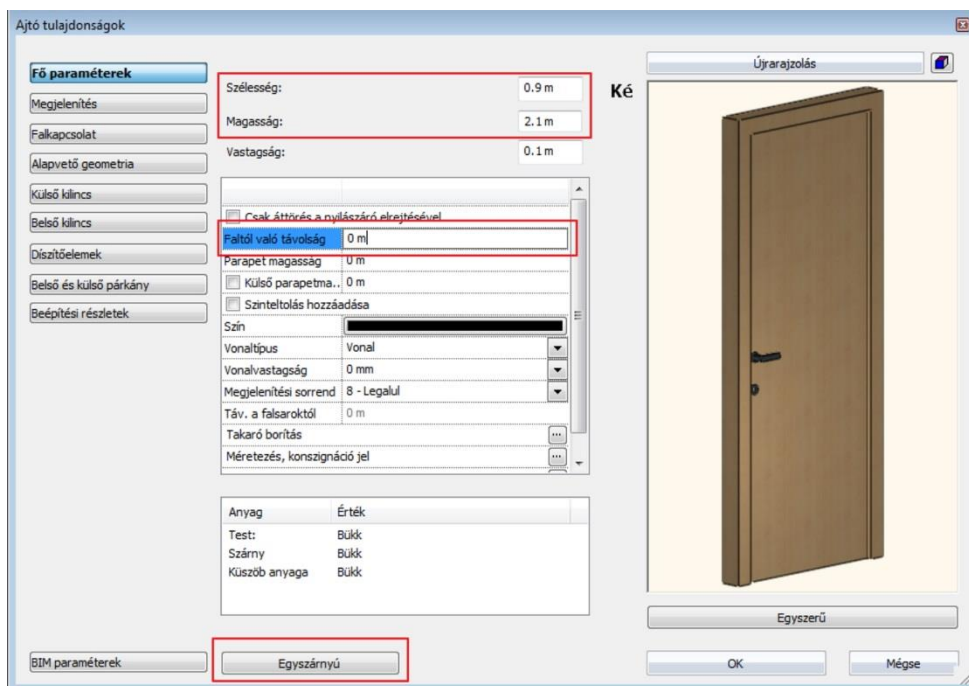 Ajtó tulajdonságok
Fő paraméterek
Megjelenítés
Falkapcsolat
Alapvető geometria
Külső kilincs
Belső kilincs
Díszítőelemek
Belső és külső párkány
Beépítési részletek
BIM paraméterek
Szélesség: 0.9 m
Magasság: 2.1 m
Vastagság: 0.1 m
Ké
Csak áttörés a nyílászáró elrejtésével
Faltól való távolság 0 m
Parapet magasság 0 m
Külső parapetma.. 0 m
Szinteltolás hozzáadása
Szín
Vonaltípus Vonal
Vonalvastagság 0 mm
Megjelenítési sorrend 8 - Legalul
Táv. a falsaroktól 0 m
Takaró borítás ...
Méretezés, konszignáció jel ...
Anyag Érték
Test: Bükk
Szárny Bükk
Küszöb anyaga Bükk
Egyszárnyú
Újrarajzolás
Egyszerű
OK Mégse